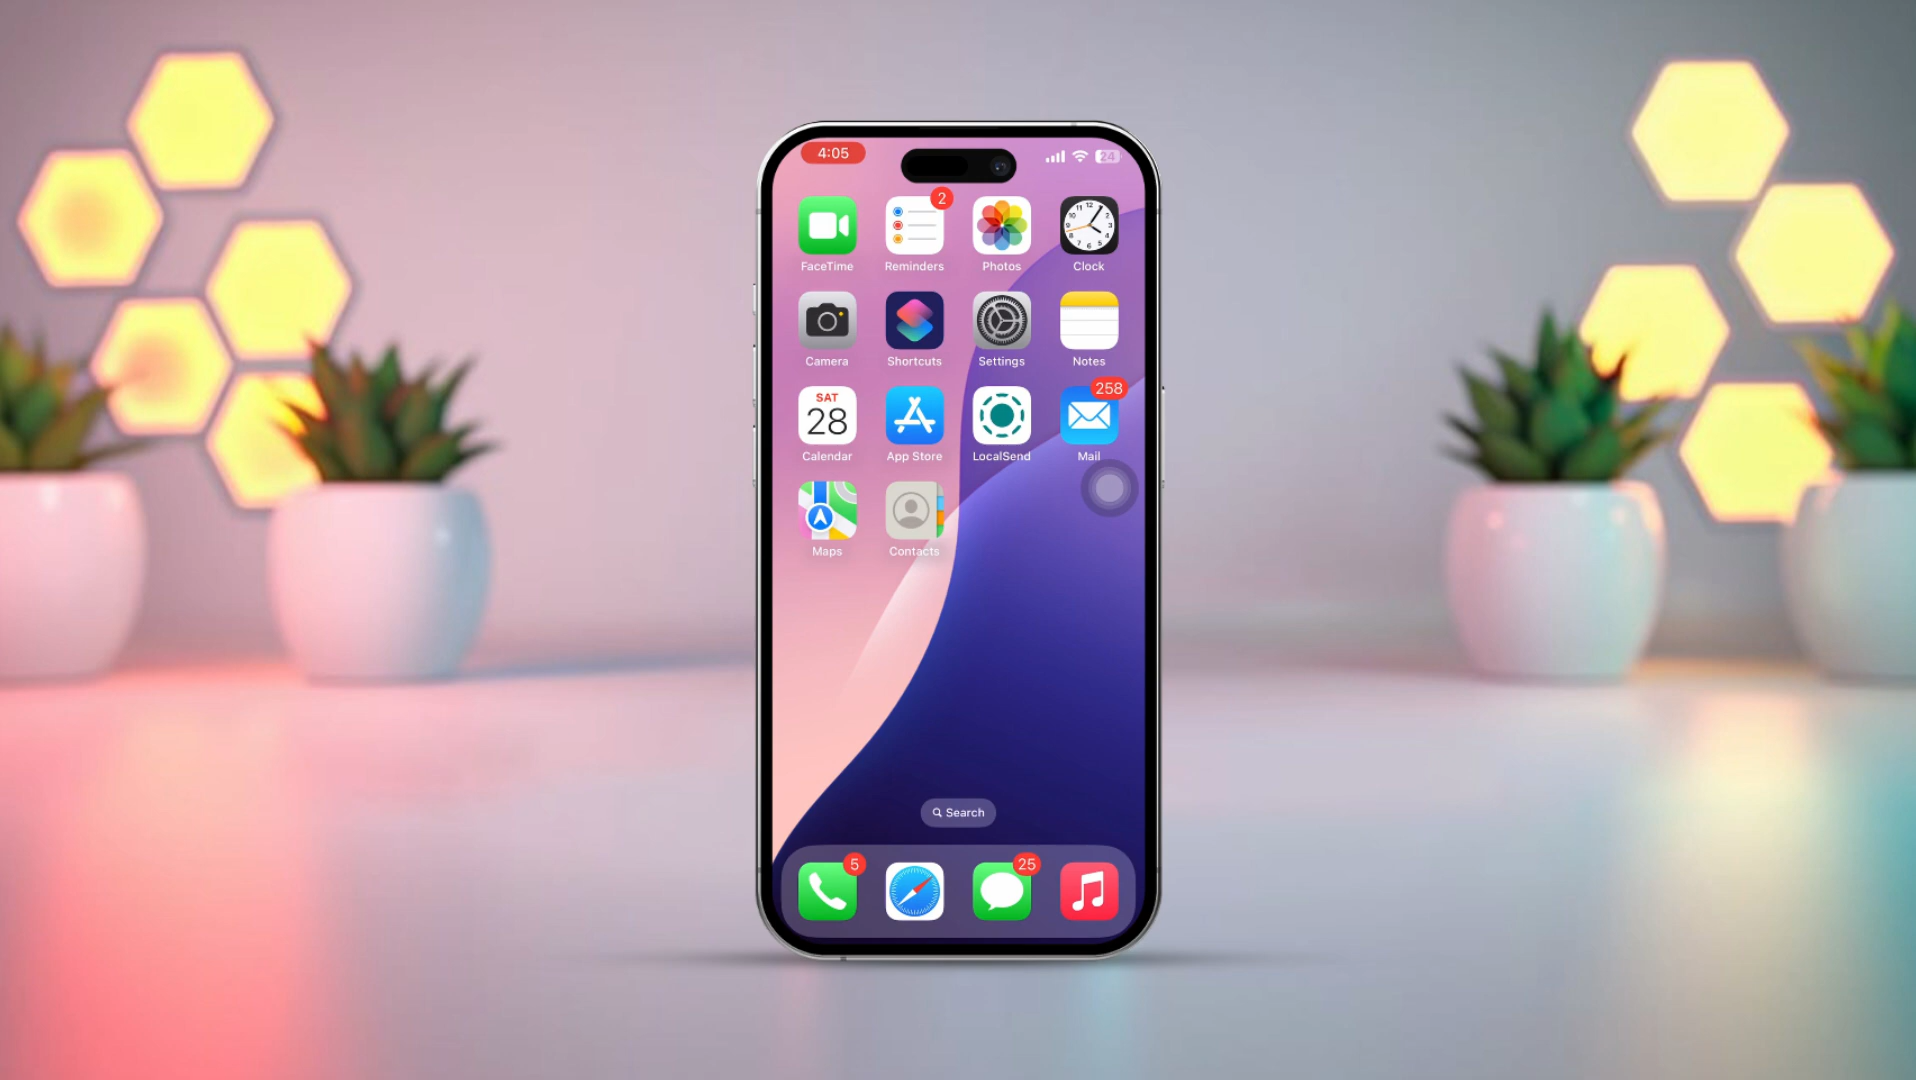 4:05
24
2
FaceTime Reminders Photos Clock
Camera Shortcuts Settings Notes
258
SAT
28
Calendar App Store LocalSend Mail
Maps Contacts
Search
5 25